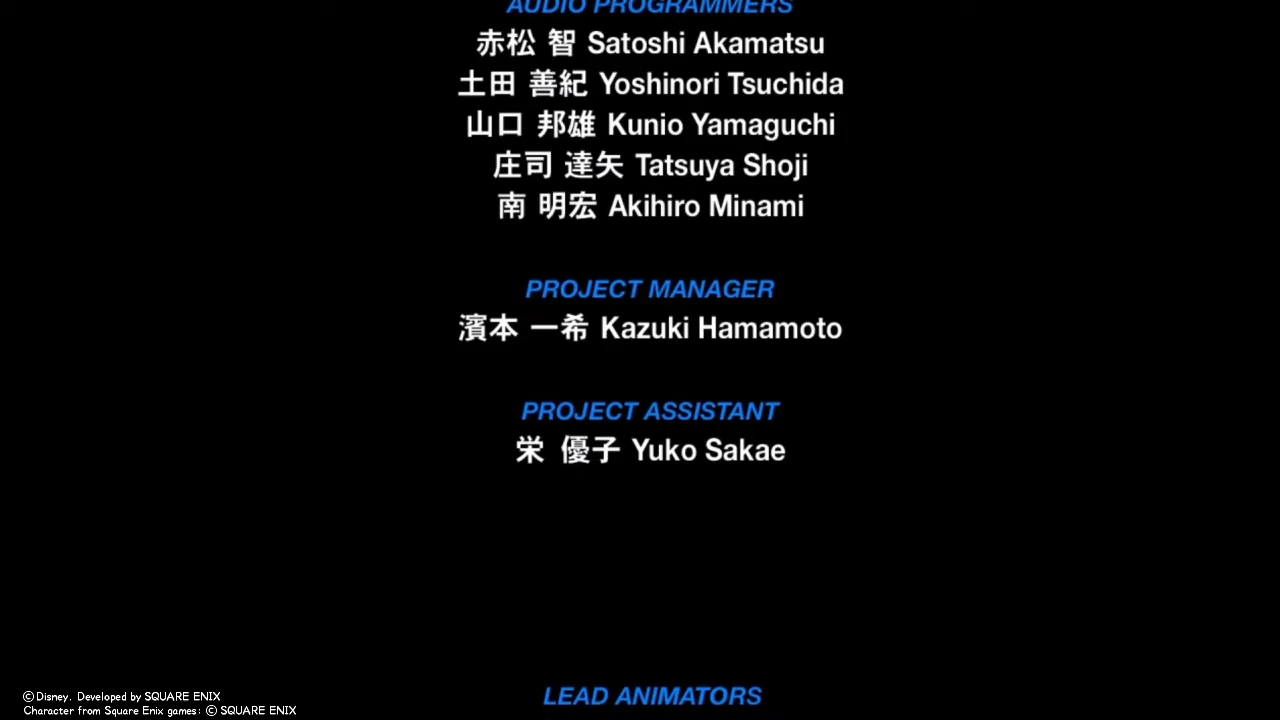 AUDIO PROGRAMMERS
赤松 智 Satoshi Akamatsu
土田 善紀 Yoshinori Tsuchida
山口 邦雄 Kunio Yamaguchi
庄司 達矢 Tatsuya Shoji
南 明宏 Akihiro Minami
PROJECT MANAGER
濱本 一希 Kazuki Hamamoto
PROJECT ASSISTANT
栄 優子 Yuko Sakae
LEAD ANIMATORS
©Disney. Developed by SQUARE ENIX
Character from Square Enix games: © SQUARE ENIX